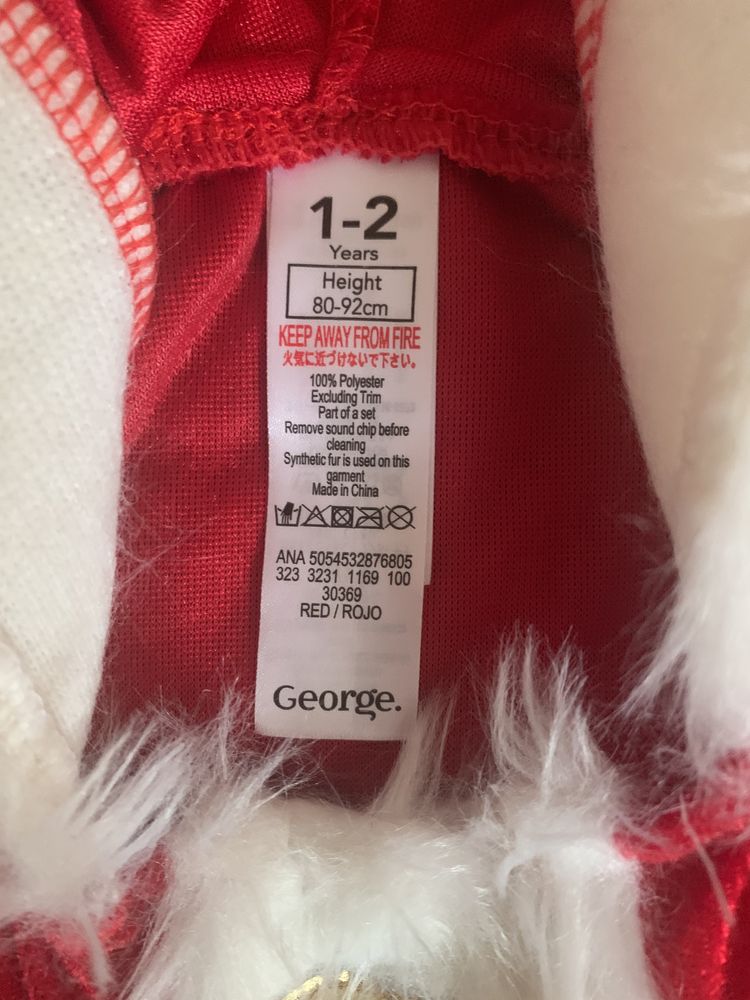 1-2
Years
Height
80-92cm
KEEP AWAY FROM FIRE
火気に近づけないで下さい。
100% Polyester
Excluding Trim
Part of a set
Remove sound chip before
cleaning
Synthetic fur is used on this
garment
Made in China
ANA 5054532876805
323 3231 1169 100
30369
RED / ROJO
George.